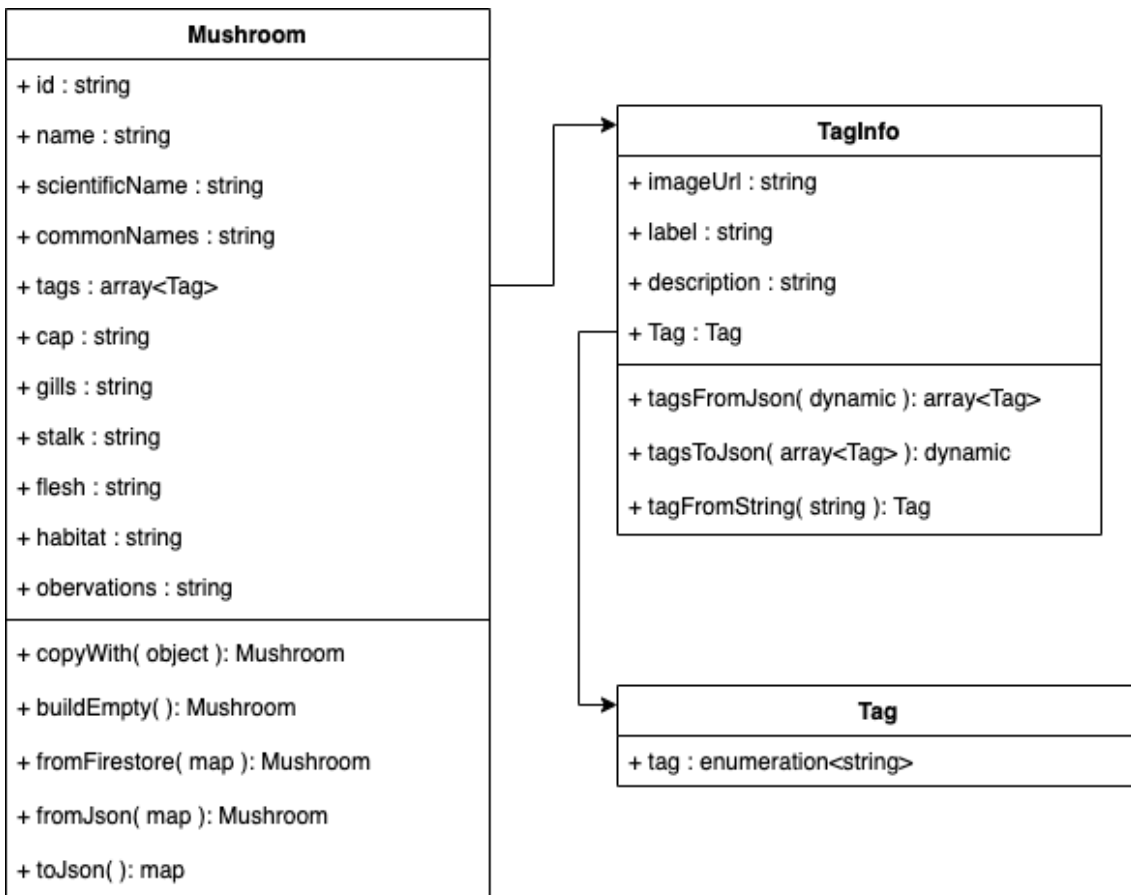 Mushroom
+ id : string
+ name : string
+ scientificName : string
+ commonNames : string
+ tags : array<Tag>
+ cap : string
+ gills : string
+ stalk : string
+ flesh : string
+ habitat : string
+ obervations : string
+ copyWith( object ): Mushroom
+ buildEmpty( ): Mushroom
+ fromFirestore( map ): Mushroom
+ fromJson( map ): Mushroom
+ toJson( ): map
TagInfo
+ imageUrl : string
+ label : string
+ description : string
+ Tag : Tag
+ tagsFromJson( dynamic ): array<Tag>
+ tagsToJson( array<Tag> ): dynamic
+ tagFromString( string ): Tag
Tag
+ tag : enumeration<string>